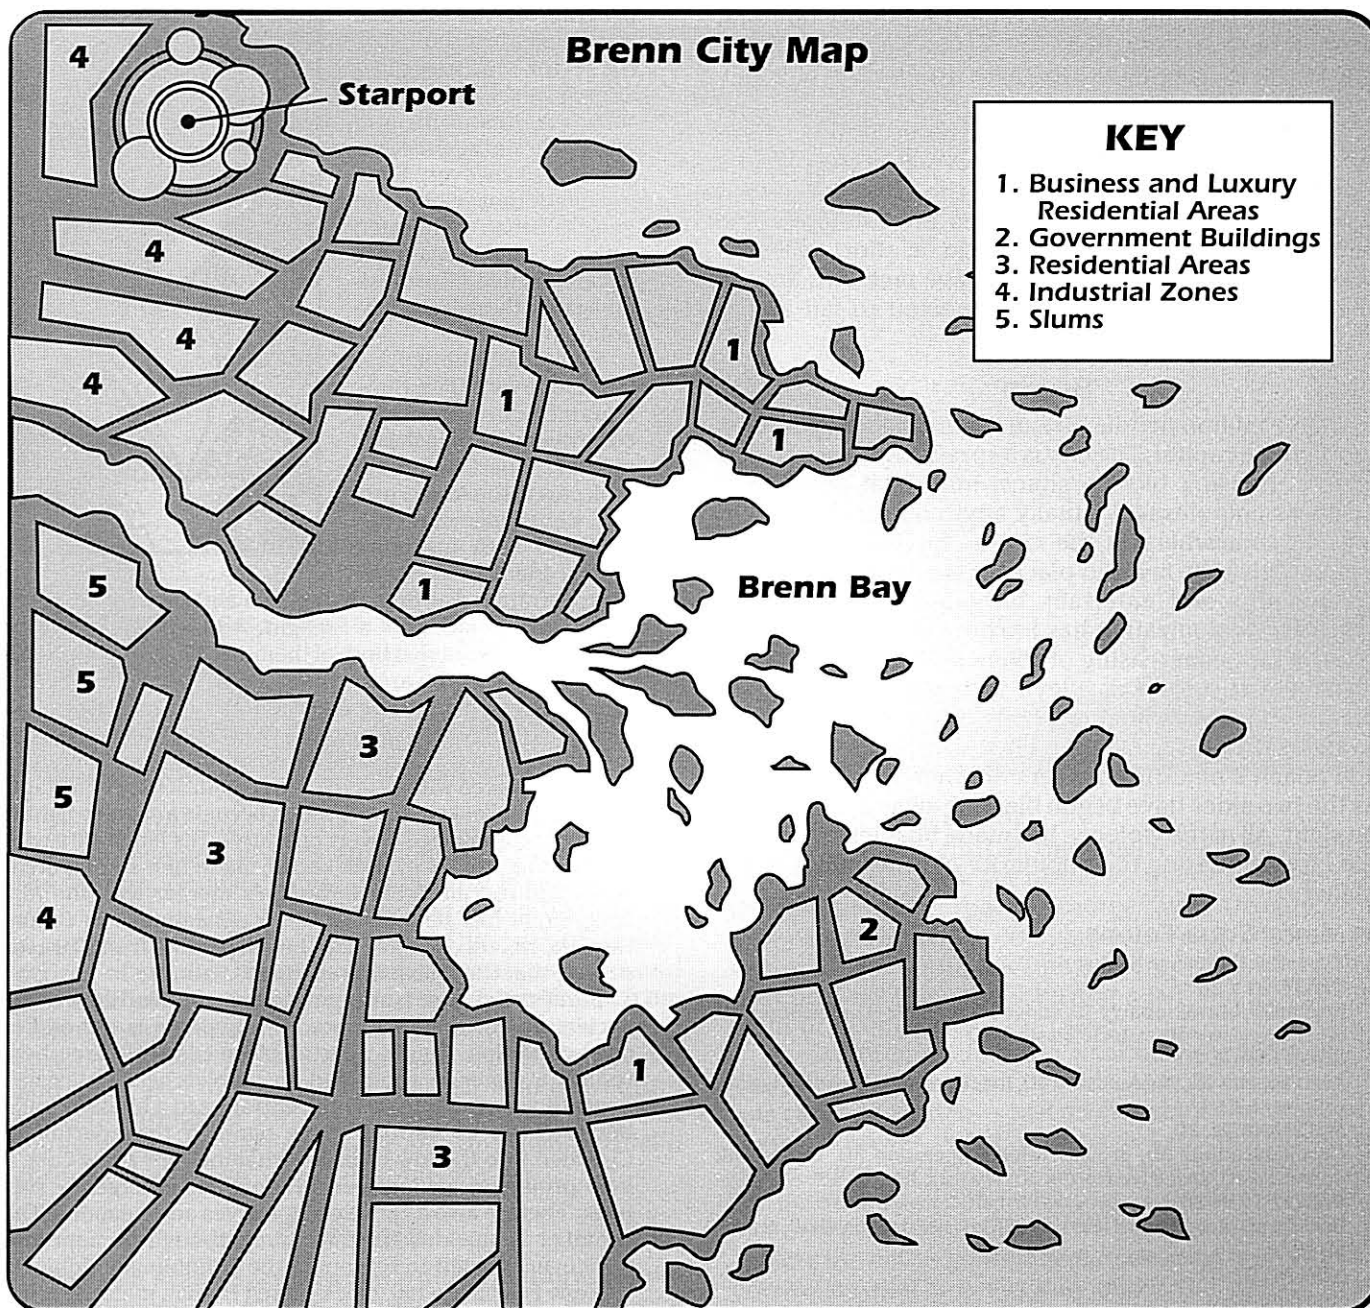 Brenn City Map
4
Starport
KEY
1. Business and Luxury
Residential Areas
2. Government Buildings
3. Residential Areas
4. Industrial Zones
5. Slums
4
4
1
4
1
1
Brenn Bay
5
1
5
3
5
3
4
2
1
3